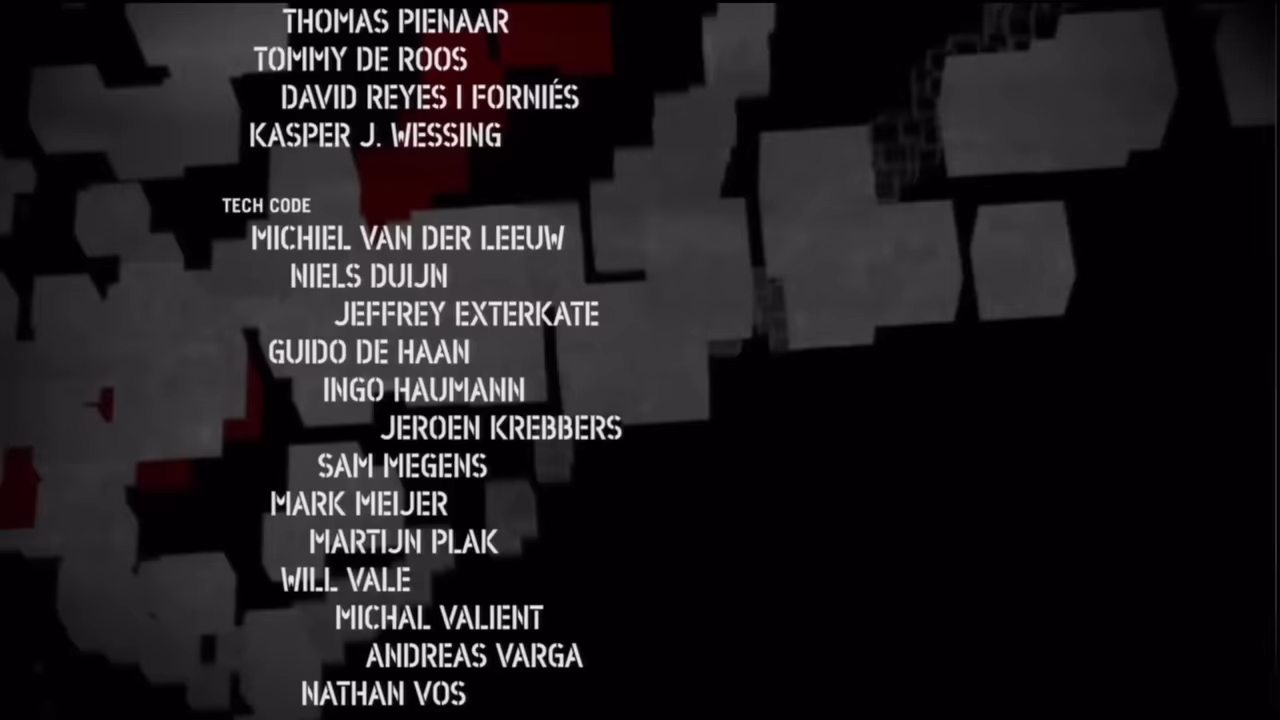 THOMAS PIENAAR
TOMMY DE ROOS
DAVID REYES I FORNIÉS
KASPER J. WESSING
TECH CODE
MICHIEL VAN DER LEEUW
NIELS DUIJN
JEFFREY EXTERKATE
GUIDO DE HAAN
INGO HAUMANN
JEROEN KREBBERS
SAM MEGENS
MARK MEIJER
MARTIJN PLAK
WILL VALE
MICHAL VALIENT
ANDREAS VARGA
NATHAN VOS